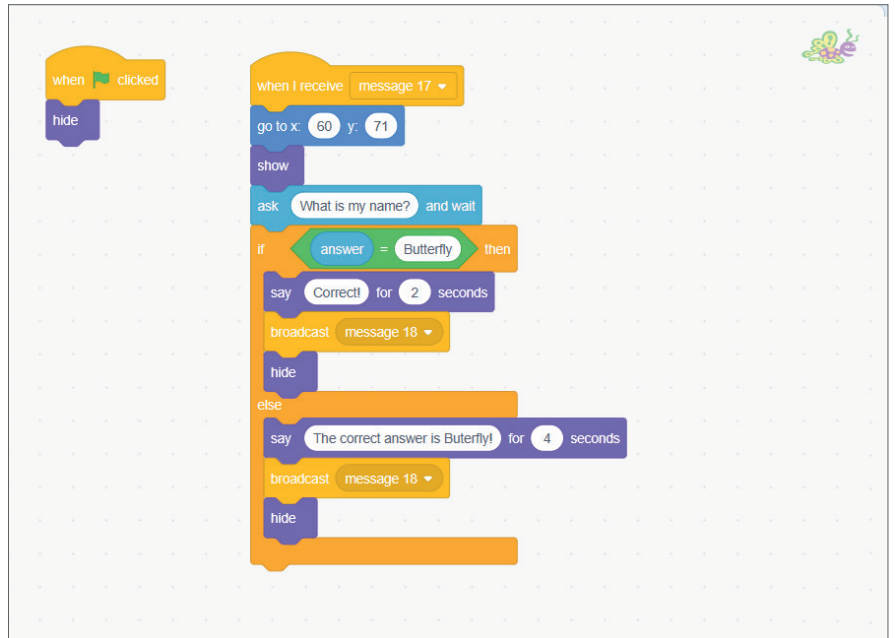 when clicked
hide
when I receive message 17
go to x: 60 y: 71
show
ask What is my name? and wait
if answer = Butterfly then
say Correct! for 2 seconds
broadcast message 18
hide
else
say The correct answer is Buterfly! for 4 seconds
broadcast message 18
hide